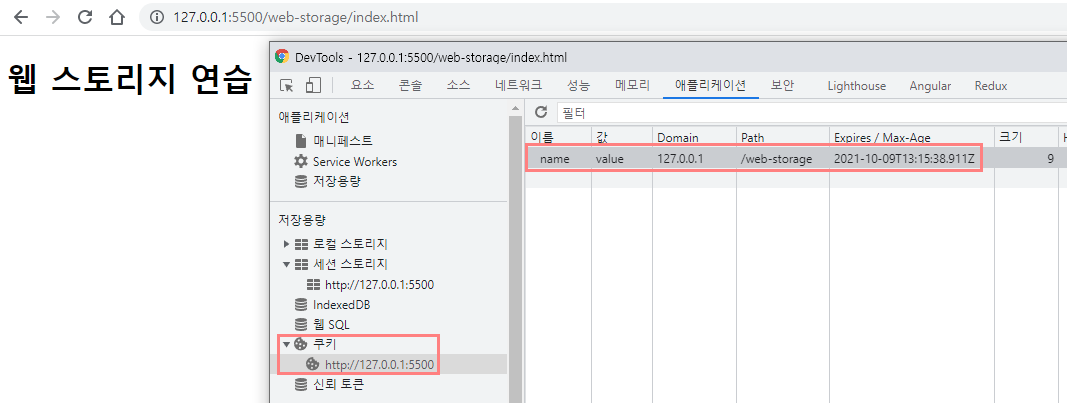 127.0.0.1:5500/web-storage/index.html
웹 스토리지 연습
DevTools - 127.0.0.1:5500/web-storage/index.html
요소 콘솔 소스 네트워크 성능 메모리 애플리케이션 보안 Lighthouse Angular Redux
애플리케이션
매니페스트
Service Workers
저장용량
저장용량
로컬 스토리지
세션 스토리지
http://127.0.0.1:5500
IndexedDB
웹 SQL
쿠키
http://127.0.0.1:5500
신뢰 토큰
필터
이름 값 Domain Path Expires / Max-Age 크기 H
name value 127.0.0.1 /web-storage 2021-10-09T13:15:38.911Z 9